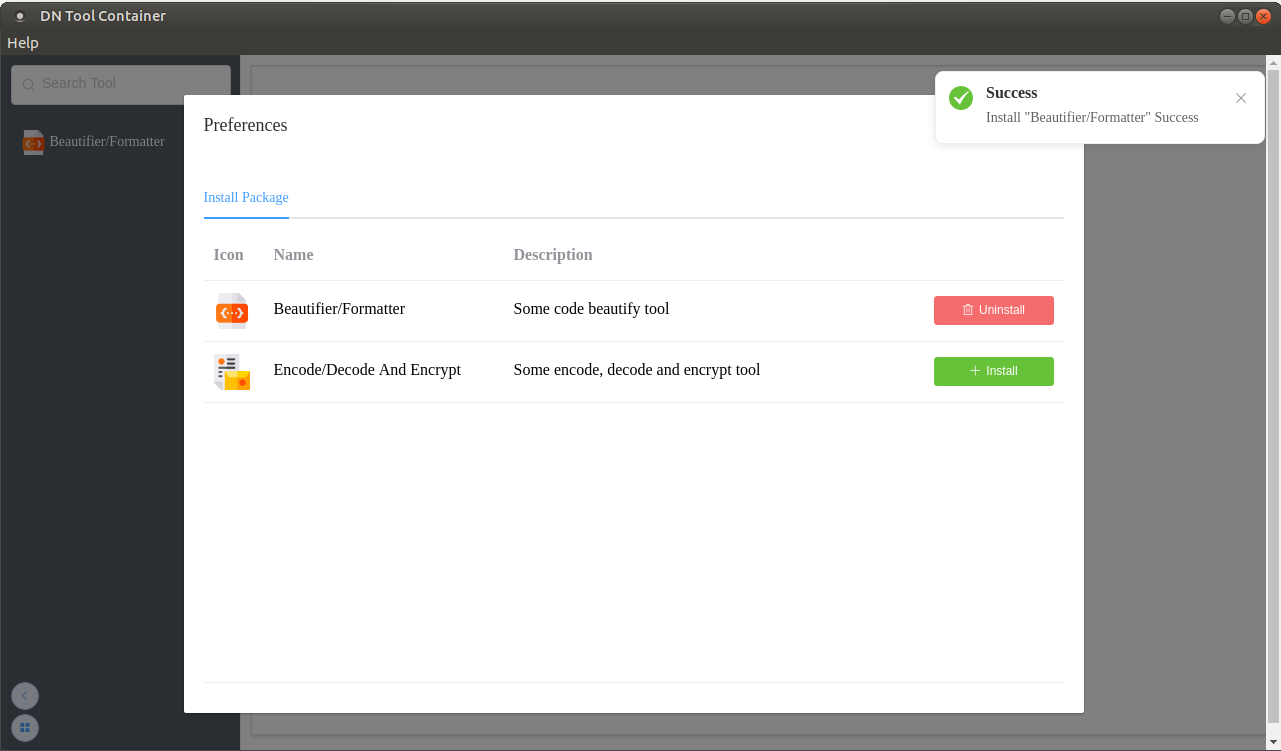 DN Tool Container
Help
Search Tool
Beautifier/Formatter
Success
Install "Beautifier/Formatter" Success
Preferences
Install Package
Icon Name Description
Beautifier/Formatter Some code beautify tool Uninstall
Encode/Decode And Encrypt Some encode, decode and encrypt tool Install